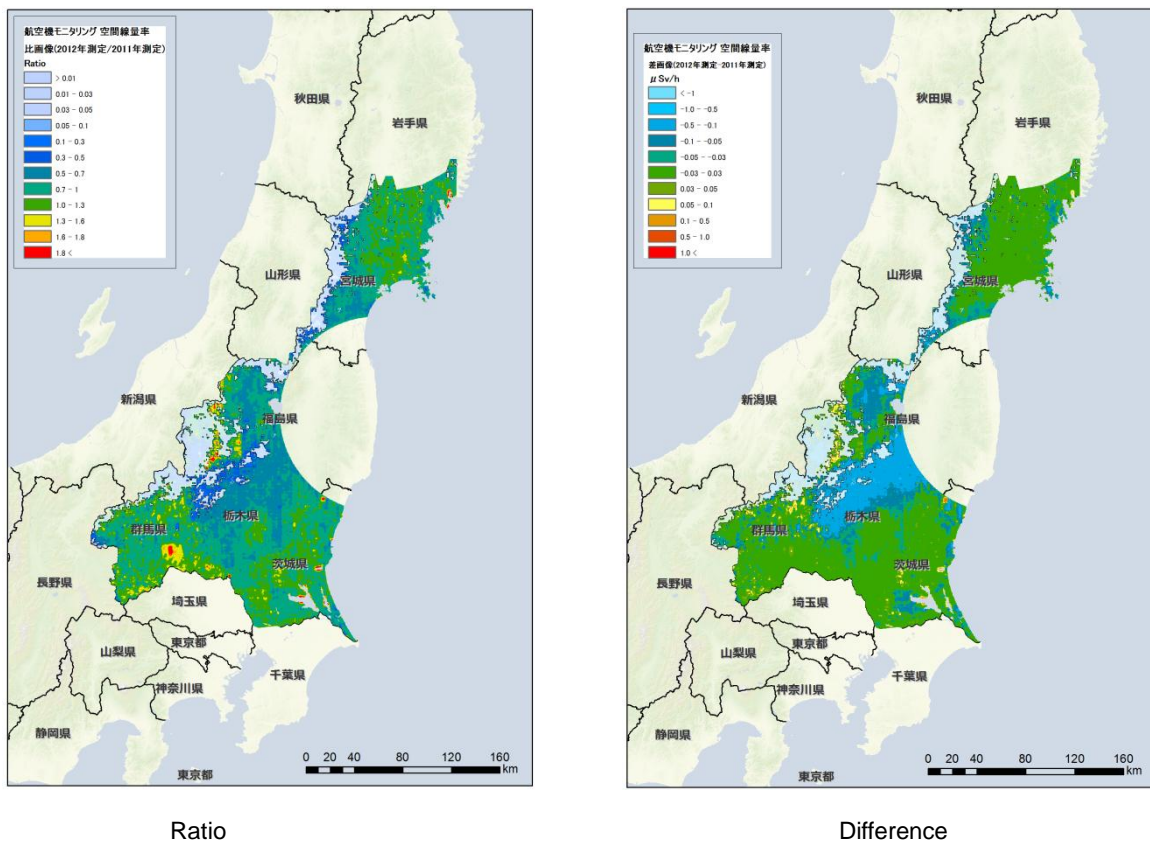 航空機モニタリング 空間線量率
比画像(2012年測定/2011年測定)
Ratio
> 0.01
0.01 - 0.03
0.03 - 0.05
0.05 - 0.1
0.1 - 0.3
0.3 - 0.5
0.5 - 0.7
0.7 - 1
1.0 - 1.3
1.3 - 1.6
1.6 - 1.8
1.8 <
秋田県
岩手県
山形県
宮城県
新潟県
福島県
栃木県
群馬県
茨城県
長野県
埼玉県
山梨県
東京都
神奈川県
千葉県
静岡県
東京都
0 20 40 80 120 160
km
航空機モニタリング 空間線量率
差画像(2012年測定-2011年測定)
μSv/h
< -1
-1.0 - -0.5
-0.5 - -0.1
-0.1 - -0.05
-0.05 - -0.03
-0.03 - 0.03
0.03 - 0.05
0.05 - 0.1
0.1 - 0.5
0.5 - 1.0
1.0 <
秋田県
岩手県
山形県
宮城県
新潟県
福島県
栃木県
群馬県
茨城県
長野県
埼玉県
山梨県
東京都
神奈川県
千葉県
静岡県
東京都
0 20 40 80 120 160
km
Ratio
Difference